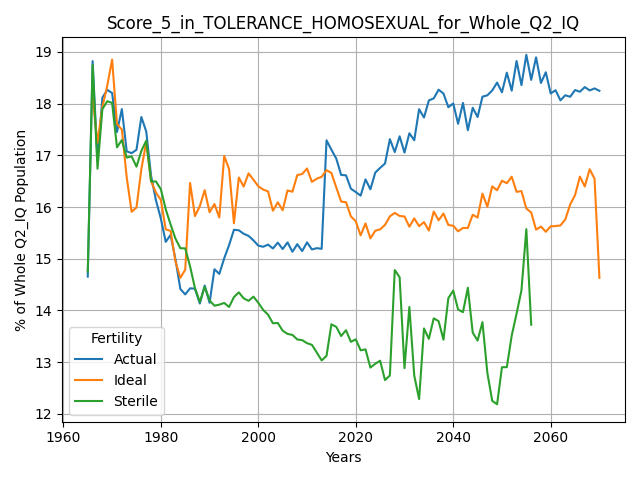 Score_5_in_TOLERANCE_HOMOSEXUAL_for_Whole_Q2_IQ
% of Whole Q2_IQ Population
19
18
17
16
15
14
13
12
Fertility
Actual
Ideal
Sterile
1960 1980 2000 2020 2040 2060
Years